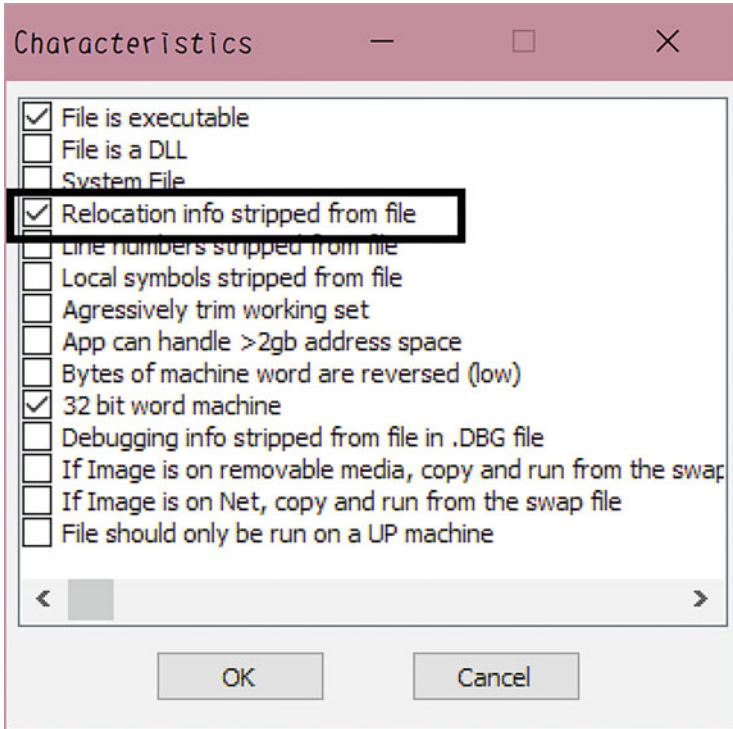 Characteristics
File is executable
File is a DLL
System File
Relocation info stripped from file
Line numbers stripped from file
Local symbols stripped from file
Agressively trim working set
App can handle >2gb address space
Bytes of machine word are reversed (low)
32 bit word machine
Debugging info stripped from file in .DBG file
If Image is on removable media, copy and run from the swap
If Image is on Net, copy and run from the swap file
File should only be run on a UP machine
OK
Cancel